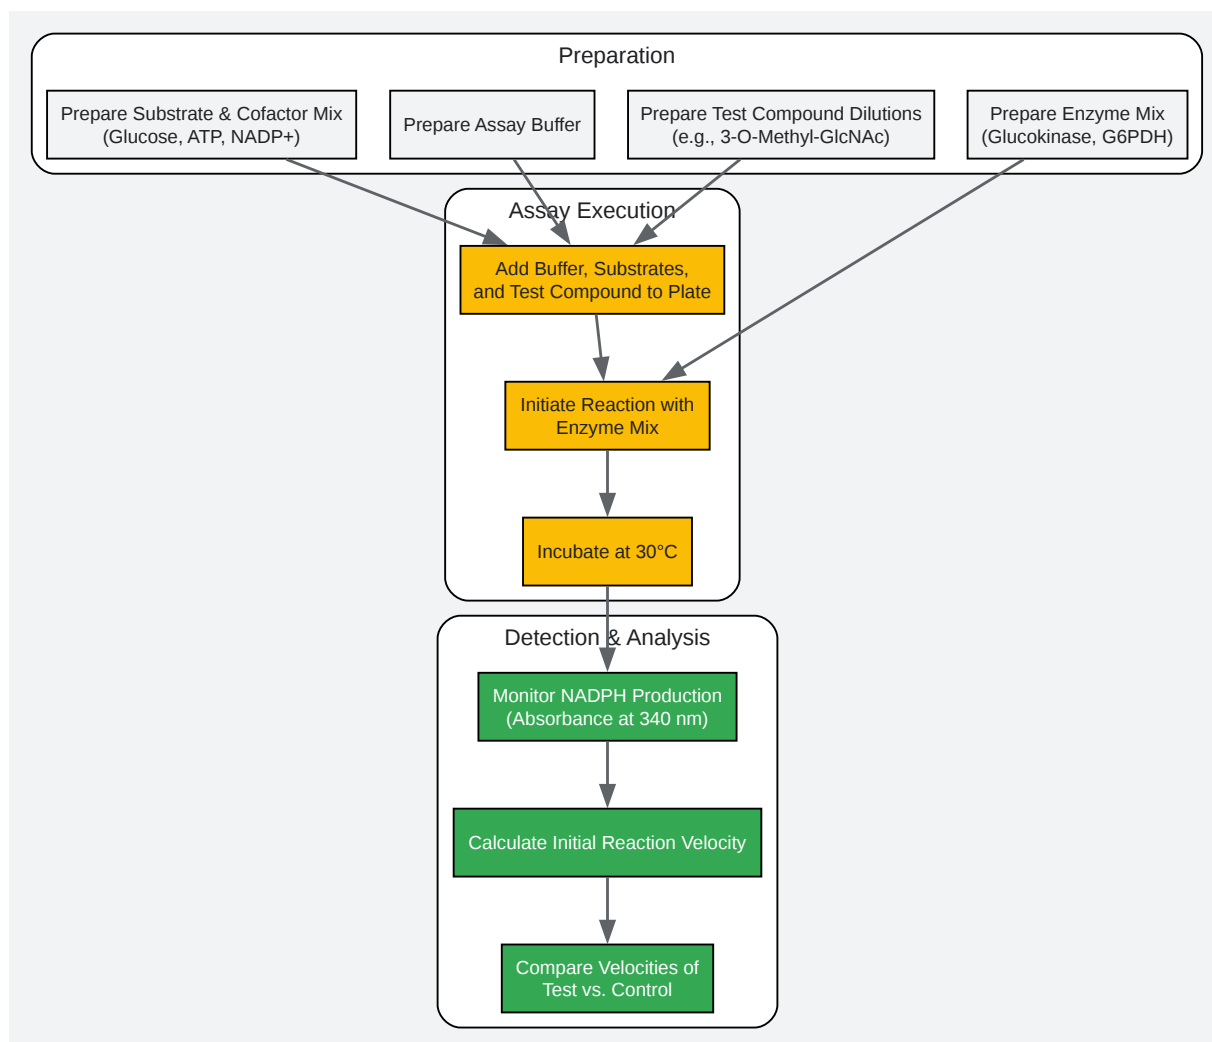 Preparation
Prepare Substrate & Cofactor Mix
(Glucose, ATP, NADP+)
Prepare Assay Buffer
Prepare Test Compound Dilutions
(e.g., 3-O-Methyl-GlcNAc)
Prepare Enzyme Mix
(Glucokinase, G6PDH)
Assay Execution
Add Buffer, Substrates,
and Test Compound to Plate
Initiate Reaction with
Enzyme Mix
Incubate at 30°C
Detection & Analysis
Monitor NADPH Production
(Absorbance at 340 nm)
Calculate Initial Reaction Velocity
Compare Velocities of
Test vs. Control